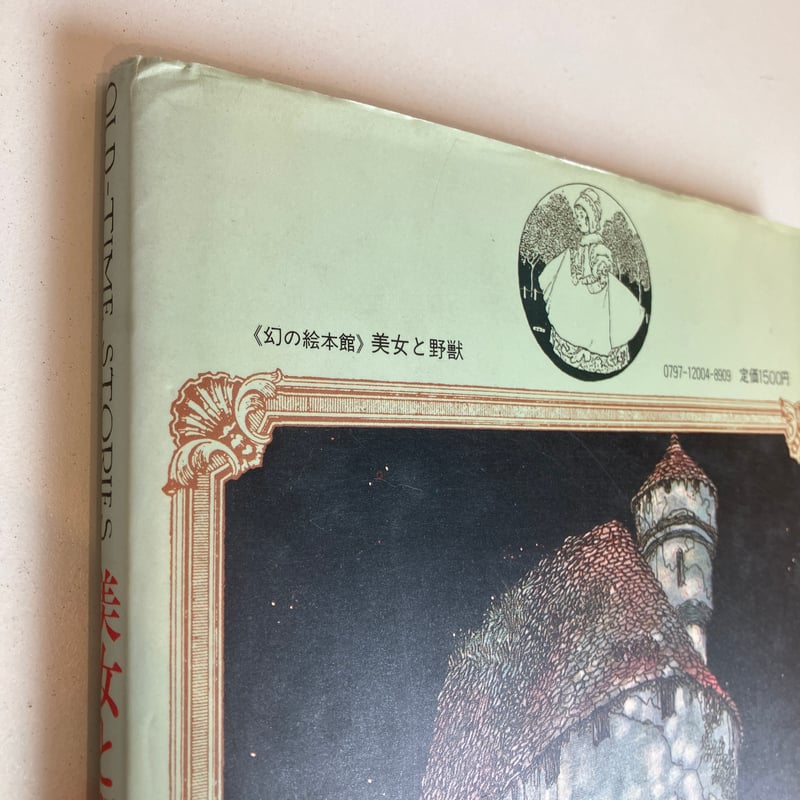 OLD-TIME STORIES 美女と
《幻の絵本館》美女と野獣
0797-12004-8909 定価1500円